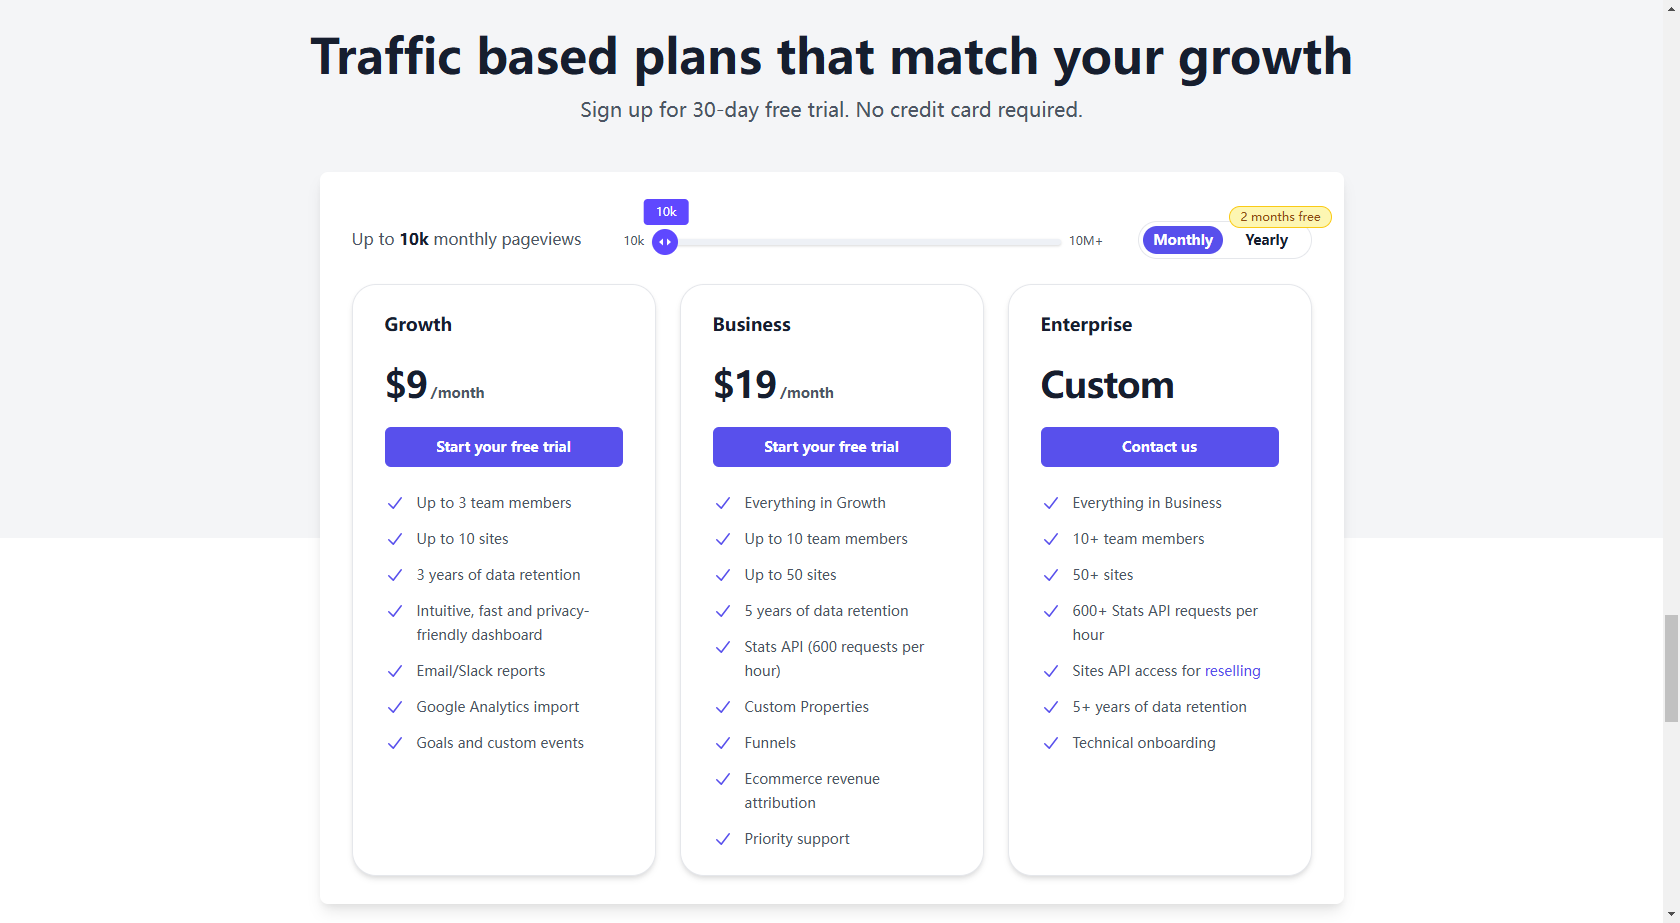 Traffic based plans that match your growth
Sign up for 30-day free trial. No credit card required.
10k
2 months free
Up to 10k monthly pageviews
10k
10M+
Monthly
Yearly
Growth
$9 /month
Start your free trial
Up to 3 team members
Up to 10 sites
3 years of data retention
Intuitive, fast and privacy-
friendly dashboard
Email/Slack reports
Google Analytics import
Goals and custom events
Business
$19 /month
Start your free trial
Everything in Growth
Up to 10 team members
Up to 50 sites
5 years of data retention
Stats API (600 requests per
hour)
Custom Properties
Funnels
Ecommerce revenue
attribution
Priority support
Enterprise
Custom
Contact us
Everything in Business
10+ team members
50+ sites
600+ Stats API requests per
hour
Sites API access for reselling
5+ years of data retention
Technical onboarding